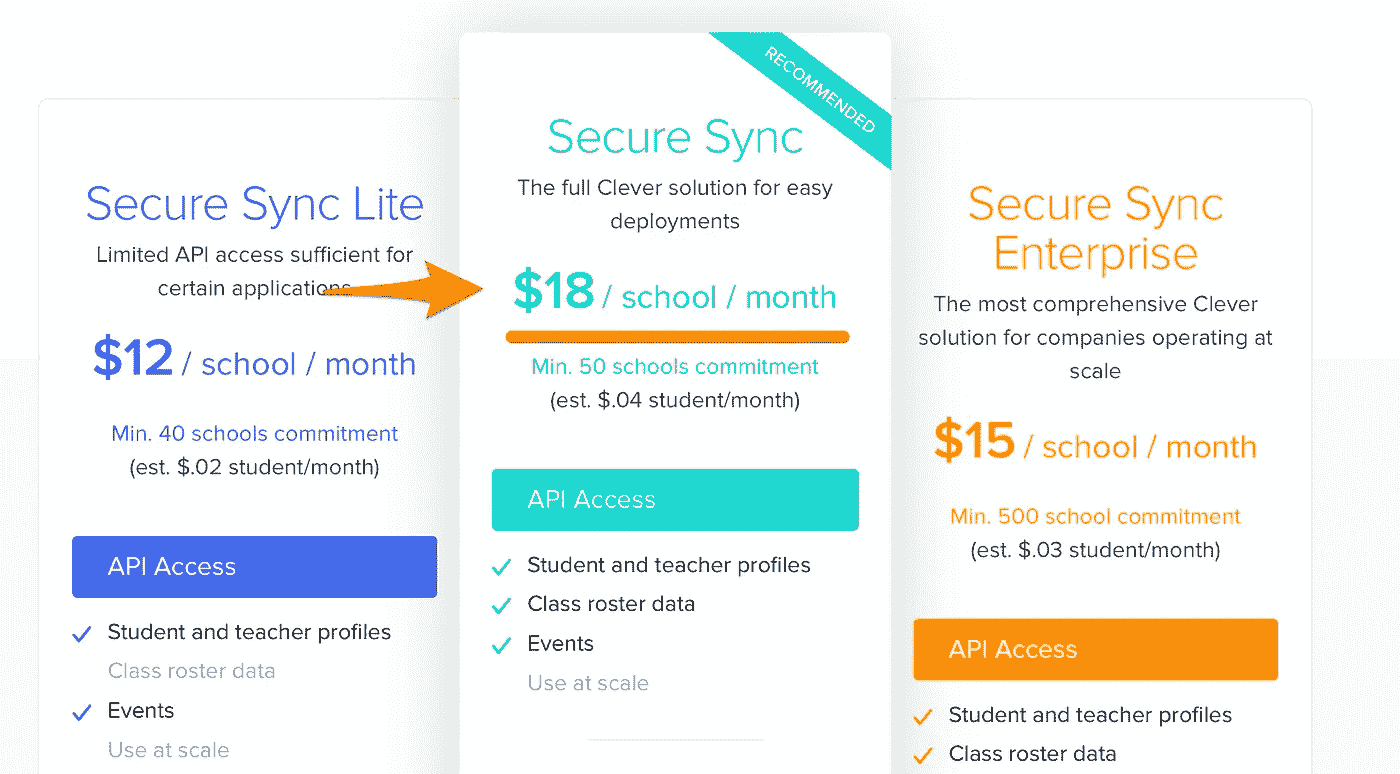 Secure Sync Lite
Limited API access sufficient for
certain applications
$12 / school / month
Min. 40 schools commitment
(est. $.02 student/month)
API Access
Student and teacher profiles
Class roster data
Events
Use at scale
RECOMMENDED
Secure Sync
The full Clever solution for easy
deployments
$18 / school / month
Min. 50 schools commitment
(est. $.04 student/month)
API Access
Student and teacher profiles
Class roster data
Events
Use at scale
Secure Sync
Enterprise
The most comprehensive Clever
solution for companies operating at
scale
$15 / school / month
Min. 500 school commitment
(est. $.03 student/month)
API Access
Student and teacher profiles
Class roster data